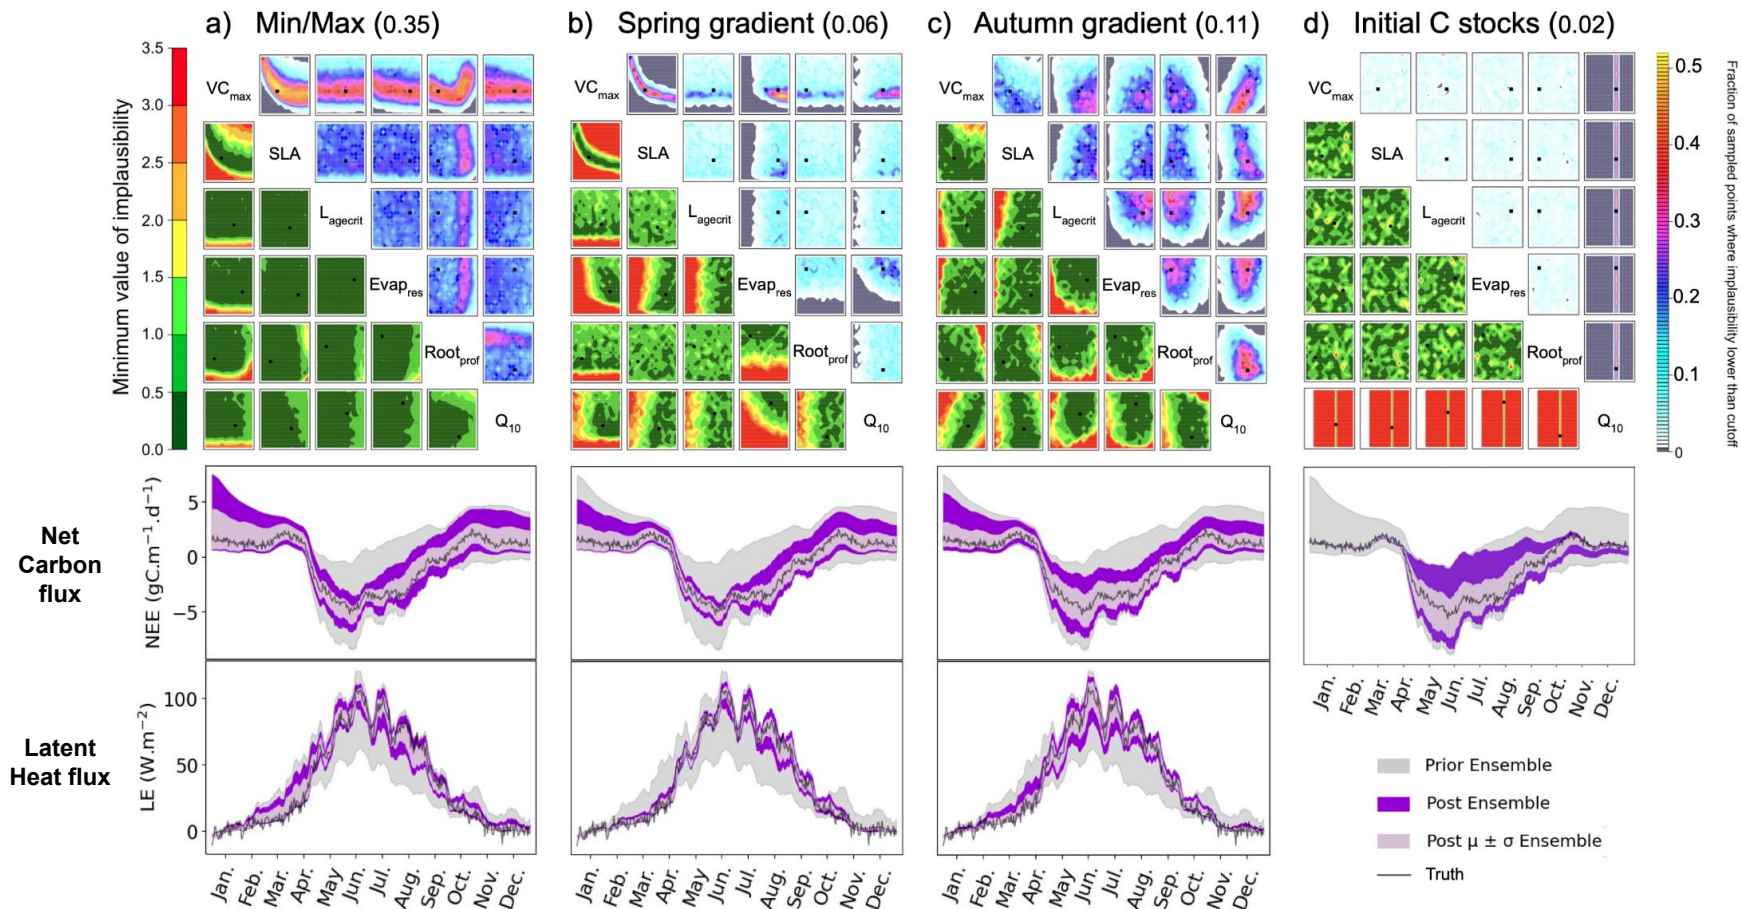 a) Min/Max (0.35)
b) Spring gradient (0.06)
c) Autumn gradient (0.11)
d) Initial C stocks (0.02)
Minimum value of implausibility
3.5
3.0
2.5
2.0
1.5
1.0
0.5
0.0
VCmax
SLA
Lagecrit
Evapres
Rootprof
Q10
VCmax
SLA
Lagecrit
Evapres
Rootprof
Q10
VCmax
SLA
Lagecrit
Evapres
Rootprof
Q10
VCmax
SLA
Lagecrit
Evapres
Rootprof
Q10
0.5
0.4
0.3
0.2
0.1
0
Fraction of sampled points where implausibility lower than cutoff
Net
Carbon
flux
NEE (gC.m⁻¹.d⁻¹)
5
0
−5
Latent
Heat flux
LE (W.m⁻²)
100
50
0
Jan. Feb. Mar. Apr. May Jun. Jul. Aug. Sep. Oct. Nov. Dec.
Jan. Feb. Mar. Apr. May Jun. Jul. Aug. Sep. Oct. Nov. Dec.
Jan. Feb. Mar. Apr. May Jun. Jul. Aug. Sep. Oct. Nov. Dec.
Jan. Feb. Mar. Apr. May Jun. Jul. Aug. Sep. Oct. Nov. Dec.
Prior Ensemble
Post Ensemble
Post μ ± σ Ensemble
Truth